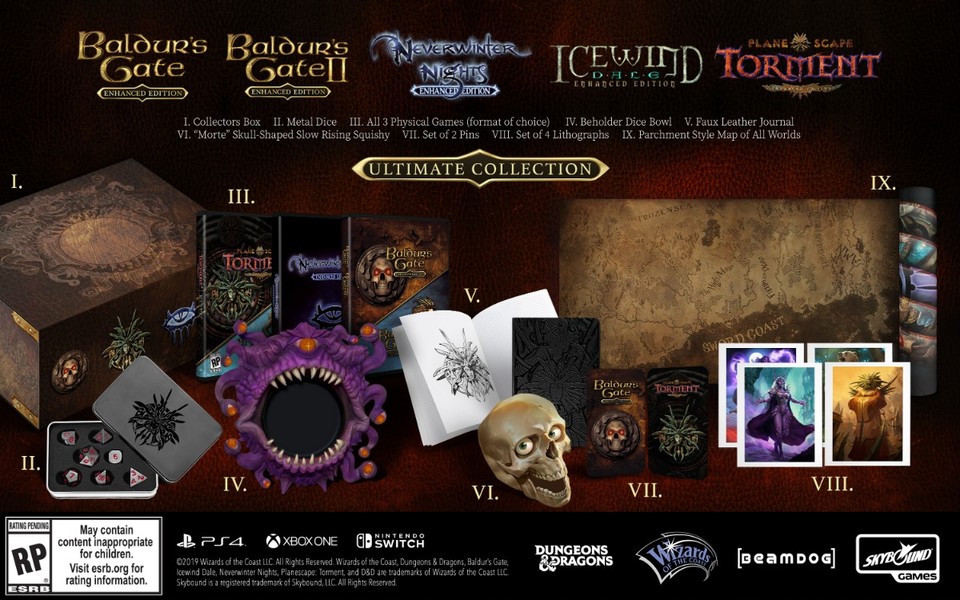 BALDUR'S GATE
ENHANCED EDITION
BALDUR'S GATE II
ENHANCED EDITION
NEVERWINTER NIGHTS
ENHANCED EDITION
ICEWIND DALE
ENHANCED EDITION
PLANESCAPE
TORMENT
I. Collectors Box II. Metal Dice III. All 3 Physical Games (format of choice) IV. Beholder Dice Bowl V. Faux Leather Journal
VI. “Morte” Skull-Shaped Slow Rising Squishy VII. Set of 2 Pins VIII. Set of 4 Lithographs IX. Parchment Style Map of All Worlds
ULTIMATE COLLECTION
I.
III.
IX.
PLANESC
TORME
NEVERWIN
BALDUR'S GATE
V.
SWORD COAST
BALDUR'S GATE
TORMENT
RP
II.
IV.
VI.
VII.
VIII.
RATING PENDING
RP
®
ESRB
May contain
content inappropriate
for children.
Visit esrb.org for
rating information.
PS4
XBOX ONE
NINTENDO
SWITCH
©2019 Wizards of the Coast LLC. All Rights Reserved. Wizards of the Coast, Dungeons & Dragons, Baldur's Gate,
Icewind Dale, Neverwinter Nights, Planescape: Torment, and D&D are trademarks of Wizards of the Coast LLC.
Skybound is a registered trademark of Skybound, LLC. All Rights Reserved.
DUNGEONS
& DRAGONS
Wizards
OF THE COAST
[BEAMDOG]
SKYBOUND
GAMES